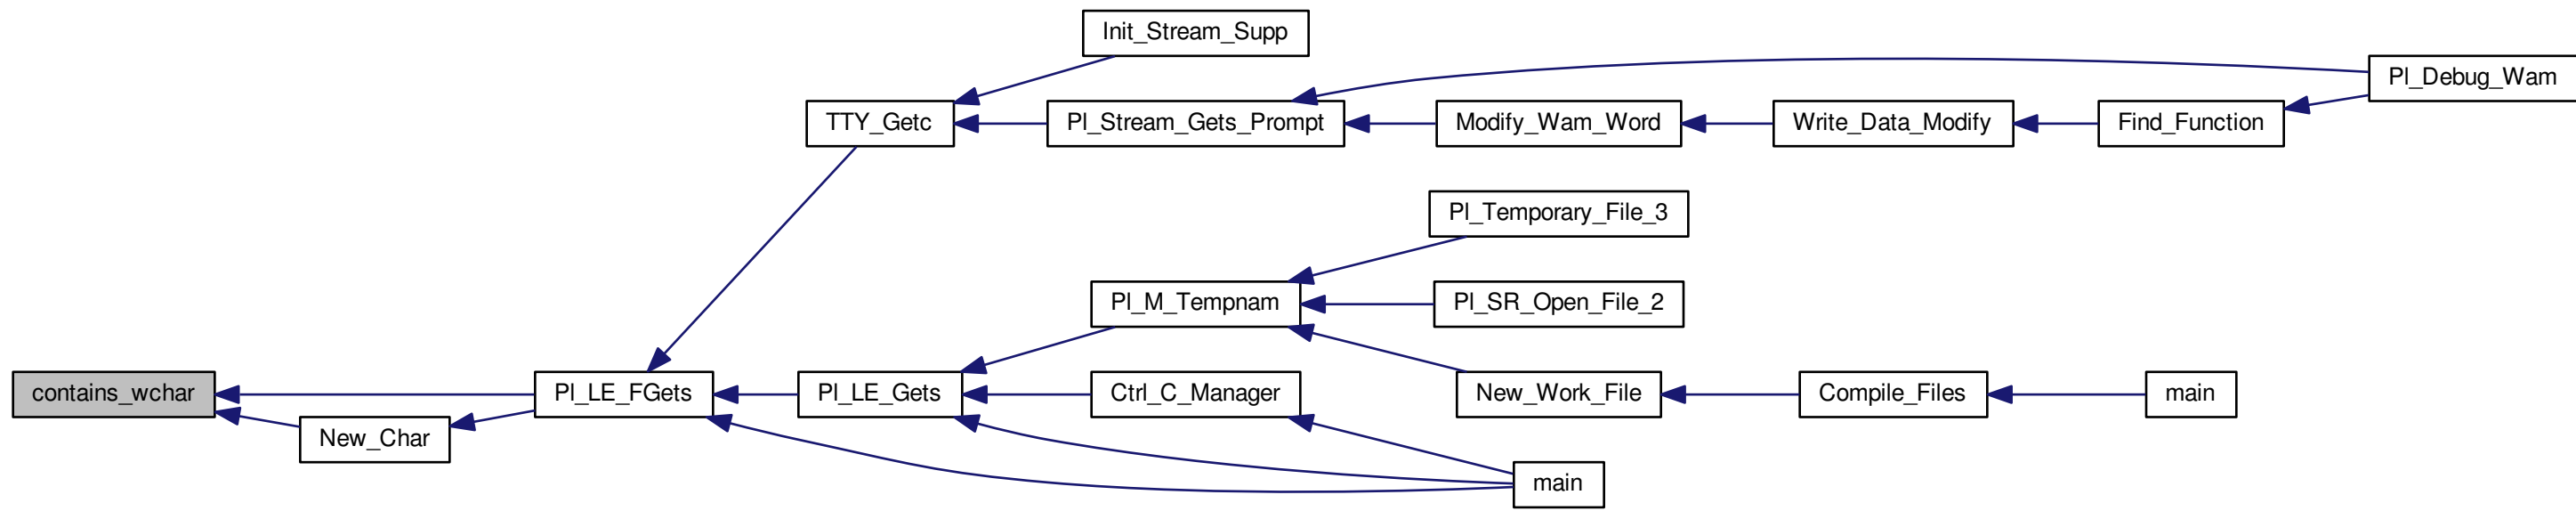 Init_Stream_Supp
Pl_Debug_Wam
TTY_Getc
Pl_Stream_Gets_Prompt
Modify_Wam_Word
Write_Data_Modify
Find_Function
Pl_Temporary_File_3
Pl_M_Tempnam
Pl_SR_Open_File_2
contains_wchar
Pl_LE_FGets
Pl_LE_Gets
Ctrl_C_Manager
New_Work_File
Compile_Files
main
New_Char
main